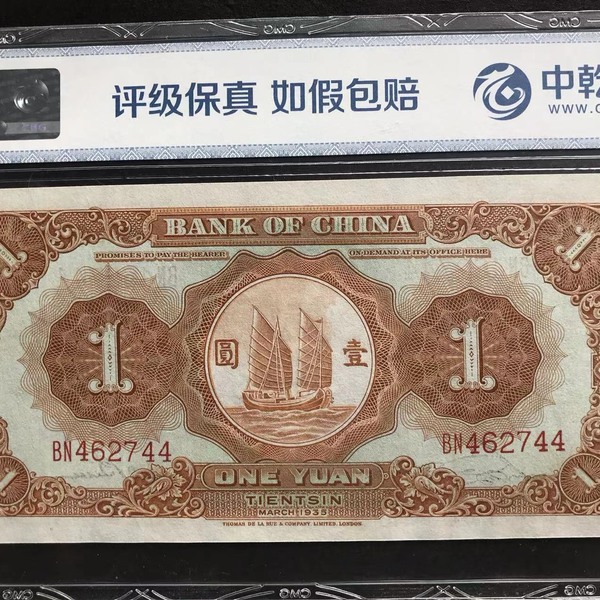 评级保真 如假包赔
中乾
www.c
BANK OF CHINA
PROMISES TO PAY THE BEARER ON DEMAND AT ITS OFFICE HERE
1 圓 壹 1
BN462744 BN462744
ONE YUAN
TIENTSIN
MARCH 1935
THOMAS DE LA RUE & COMPANY, LIMITED, LONDON.